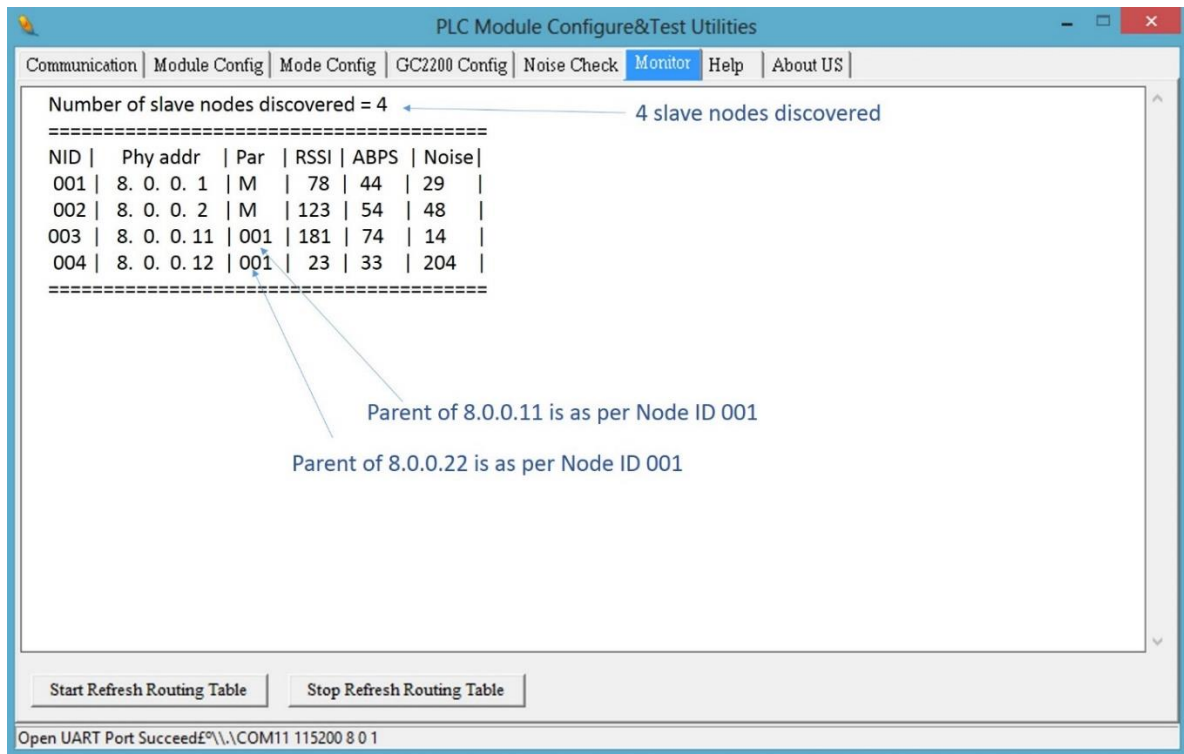 PLC Module Configure&Test Utilities
Communication Module Config Mode Config GC2200 Config Noise Check Monitor Help About US
Number of slave nodes discovered = 4
4 slave nodes discovered
========================================
NID | Phy addr | Par | RSSI | ABPS | Noise|
001 | 8. 0. 0. 1 | M | 78 | 44 | 29 |
002 | 8. 0. 0. 2 | M | 123 | 54 | 48 |
003 | 8. 0. 0. 11 | 001 | 181 | 74 | 14 |
004 | 8. 0. 0. 12 | 001 | 23 | 33 | 204 |
========================================
Parent of 8.0.0.11 is as per Node ID 001
Parent of 8.0.0.22 is as per Node ID 001
Start Refresh Routing Table Stop Refresh Routing Table
Open UART Port Succeed£º\\.\COM11 115200 8 0 1